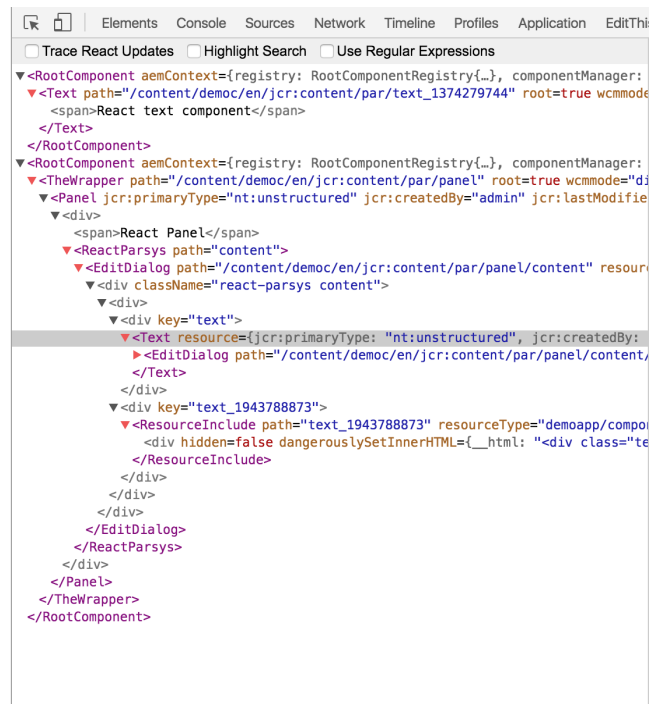 Elements Console Sources Network Timeline Profiles Application EditThis
Trace React Updates Highlight Search Use Regular Expressions
<RootComponent aemContext={registry: RootComponentRegistry{…}, componentManager:
<Text path="/content/democ/en/jcr:content/par/text_1374279744" root=true wcmmode
<span>React text component</span>
</Text>
</RootComponent>
<RootComponent aemContext={registry: RootComponentRegistry{…}, componentManager:
<TheWrapper path="/content/democ/en/jcr:content/par/panel" root=true wcmmode="di
<Panel jcr:primaryType="nt:unstructured" jcr:createdBy="admin" jcr:lastModifie
<div>
<span>React Panel</span>
<ReactParsys path="content">
<EditDialog path="/content/democ/en/jcr:content/par/panel/content" resour
<div className="react-parsys content">
<div>
<div key="text">
<Text resource={jcr:primaryType: "nt:unstructured", jcr:createdBy:
<EditDialog path="/content/democ/en/jcr:content/par/panel/content/
</Text>
</div>
<div key="text_1943788873">
<ResourceInclude path="text_1943788873" resourceType="demoapp/compon
<div hidden=false dangerouslySetInnerHTML={__html: "<div class="te
</ResourceInclude>
</div>
</div>
</div>
</EditDialog>
</ReactParsys>
</div>
</Panel>
</TheWrapper>
</RootComponent>